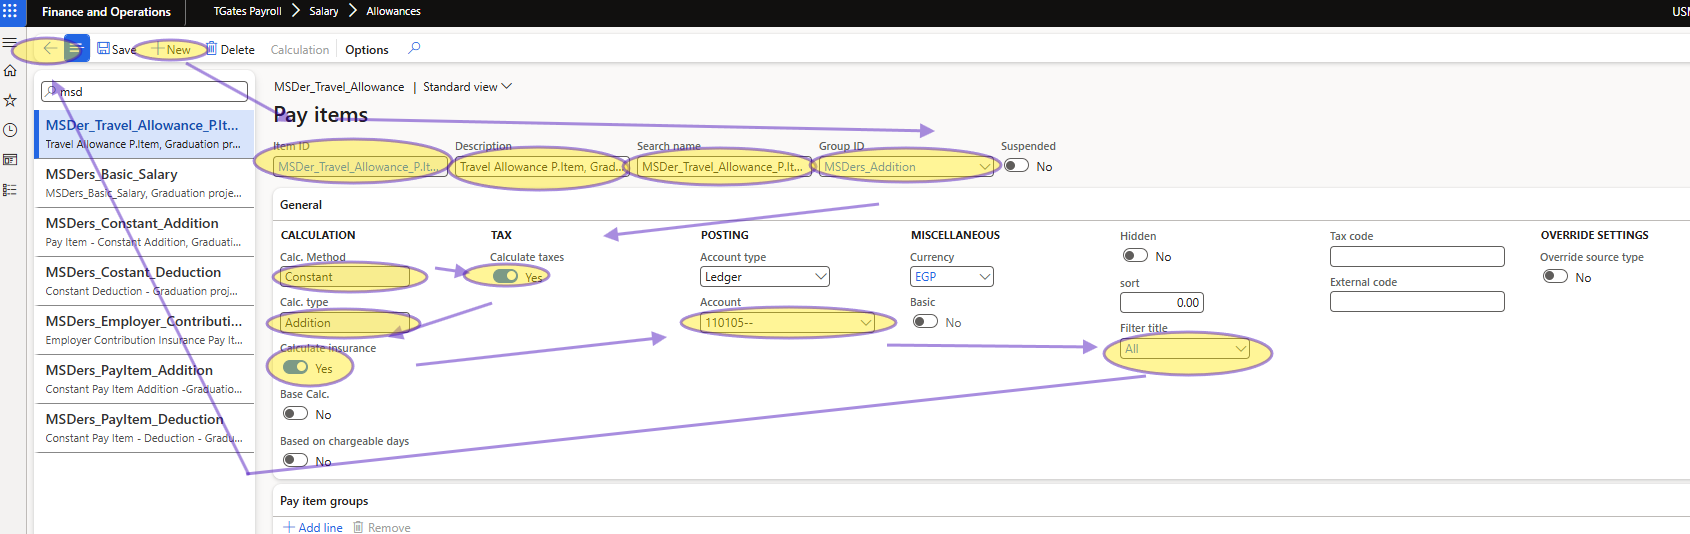 Finance and Operations
TGates Payroll > Salary > Allowances
Save
New
Delete
Calculation
Options
msd
MSDer_Travel_Allowance_P.It...
Travel Allowance P.Item, Graduation pr...
MSDers_Basic_Salary
MSDers_Basic_Salary, Graduation proje...
MSDers_Constant_Addition
Pay Item - Constant Addition, Graduati...
MSDers_Costant_Deduction
Constant Deduction - Graduation proj...
MSDers_Employer_Contributi...
Employer Contribution Insurance Pay It...
MSDers_PayItem_Addition
Constant Pay Item Addition -Graduatio...
MSDers_PayItem_Deduction
Constant Pay Item - Deduction - Gradu...
MSDer_Travel_Allowance | Standard view
Pay items
Item ID
MSDer_Travel_Allowance_P.It...
Description
Travel Allowance P.Item, Grad...
Search name
MSDer_Travel_Allowance_P.It...
Group ID
MSDers_Addition
Suspended
No
General
CALCULATION
Calc. Method
Constant
Calc. type
Addition
Calculate insurance
Yes
Base Calc.
No
Based on chargeable days
No
TAX
Calculate taxes
Yes
POSTING
Account type
Ledger
Account
110105--
MISCELLANEOUS
Currency
EGP
Basic
No
Hidden
No
sort
0.00
Filter title
All
Tax code
External code
OVERRIDE SETTINGS
Override source type
No
Pay item groups
Add line
Remove